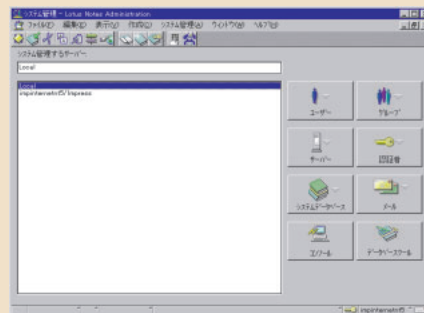 システム管理 - Lotus Notes Administration
ファイル(F) 編集(E) 表示(V) 作成(C) システム管理(A) ウィンドウ(W) ヘルプ(H)
システム管理するサーバー:
Local
Local
impinternetnt5/Impress
ユーザー
グループ
サーバー
認証者
システムデータベース
メール
コンソール
データベースツール
impinternetnt5